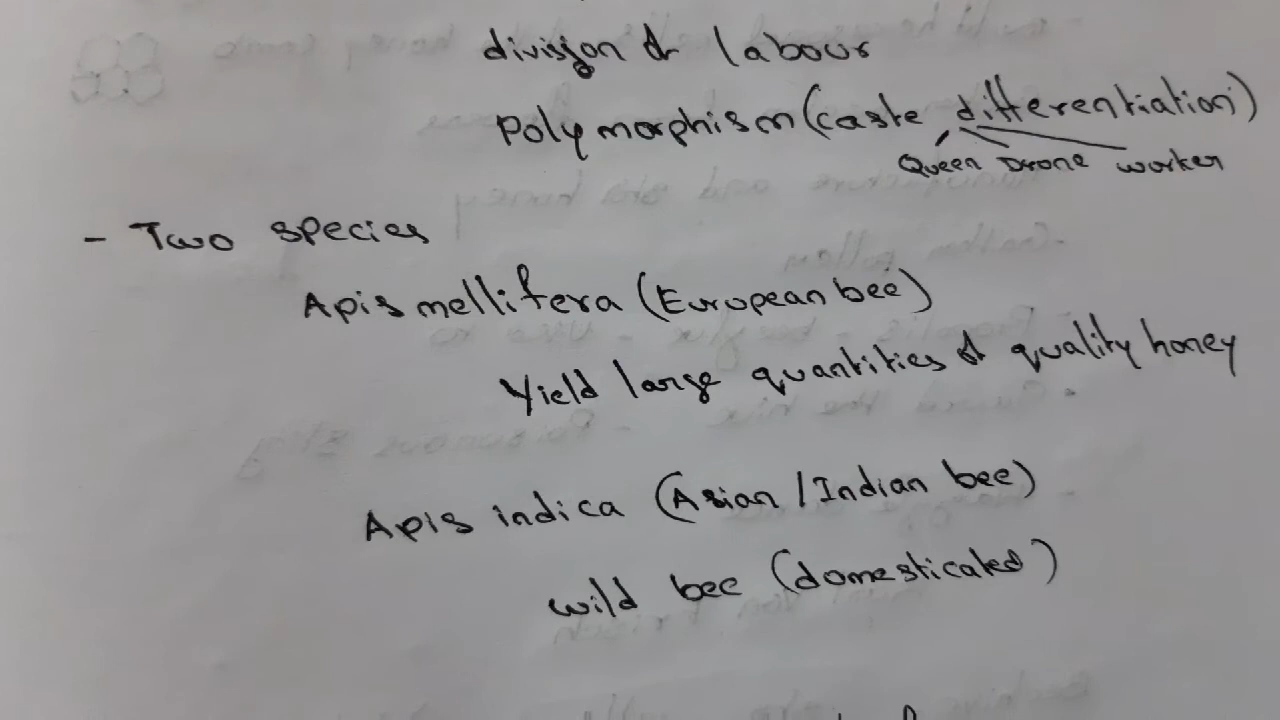 division of labour
Polymorphism (caste differentiation)
Queen Drone worker
- Two species
Apis mellifera (European bee)
Yield large quantities of quality honey
Apis indica (Asian / Indian bee)
wild bee (domesticated)